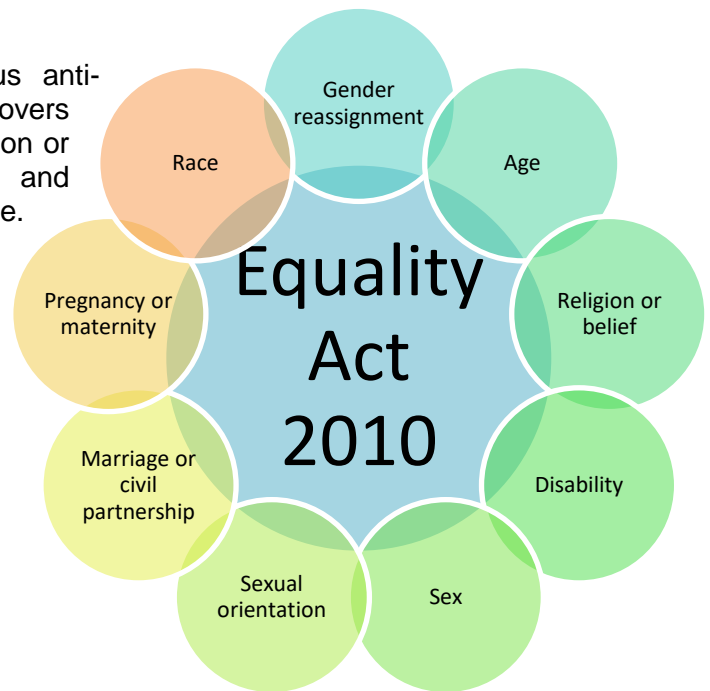 us anti-
overs
on or
and
e.
Gender
reassignment
Age
Religion or
belief
Disability
Sex
Sexual
orientation
Marriage or
civil
partnership
Pregnancy or
maternity
Race
Equality
Act
2010